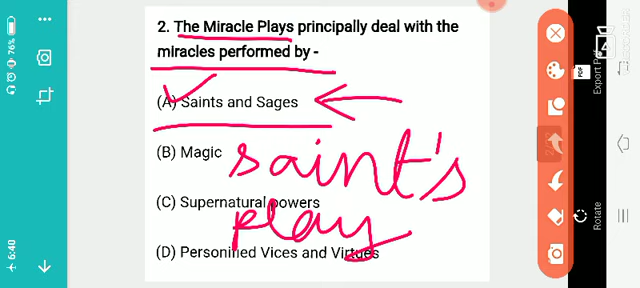 2. The Miracle Plays principally deal with the
miracles performed by -
(A) Saints and Sages
(B) Magic
saint's
(C) Supernatural powers
play
(D) Personified Vices and Virtues
76%
6:40
Export PDF
PDF
Rotate